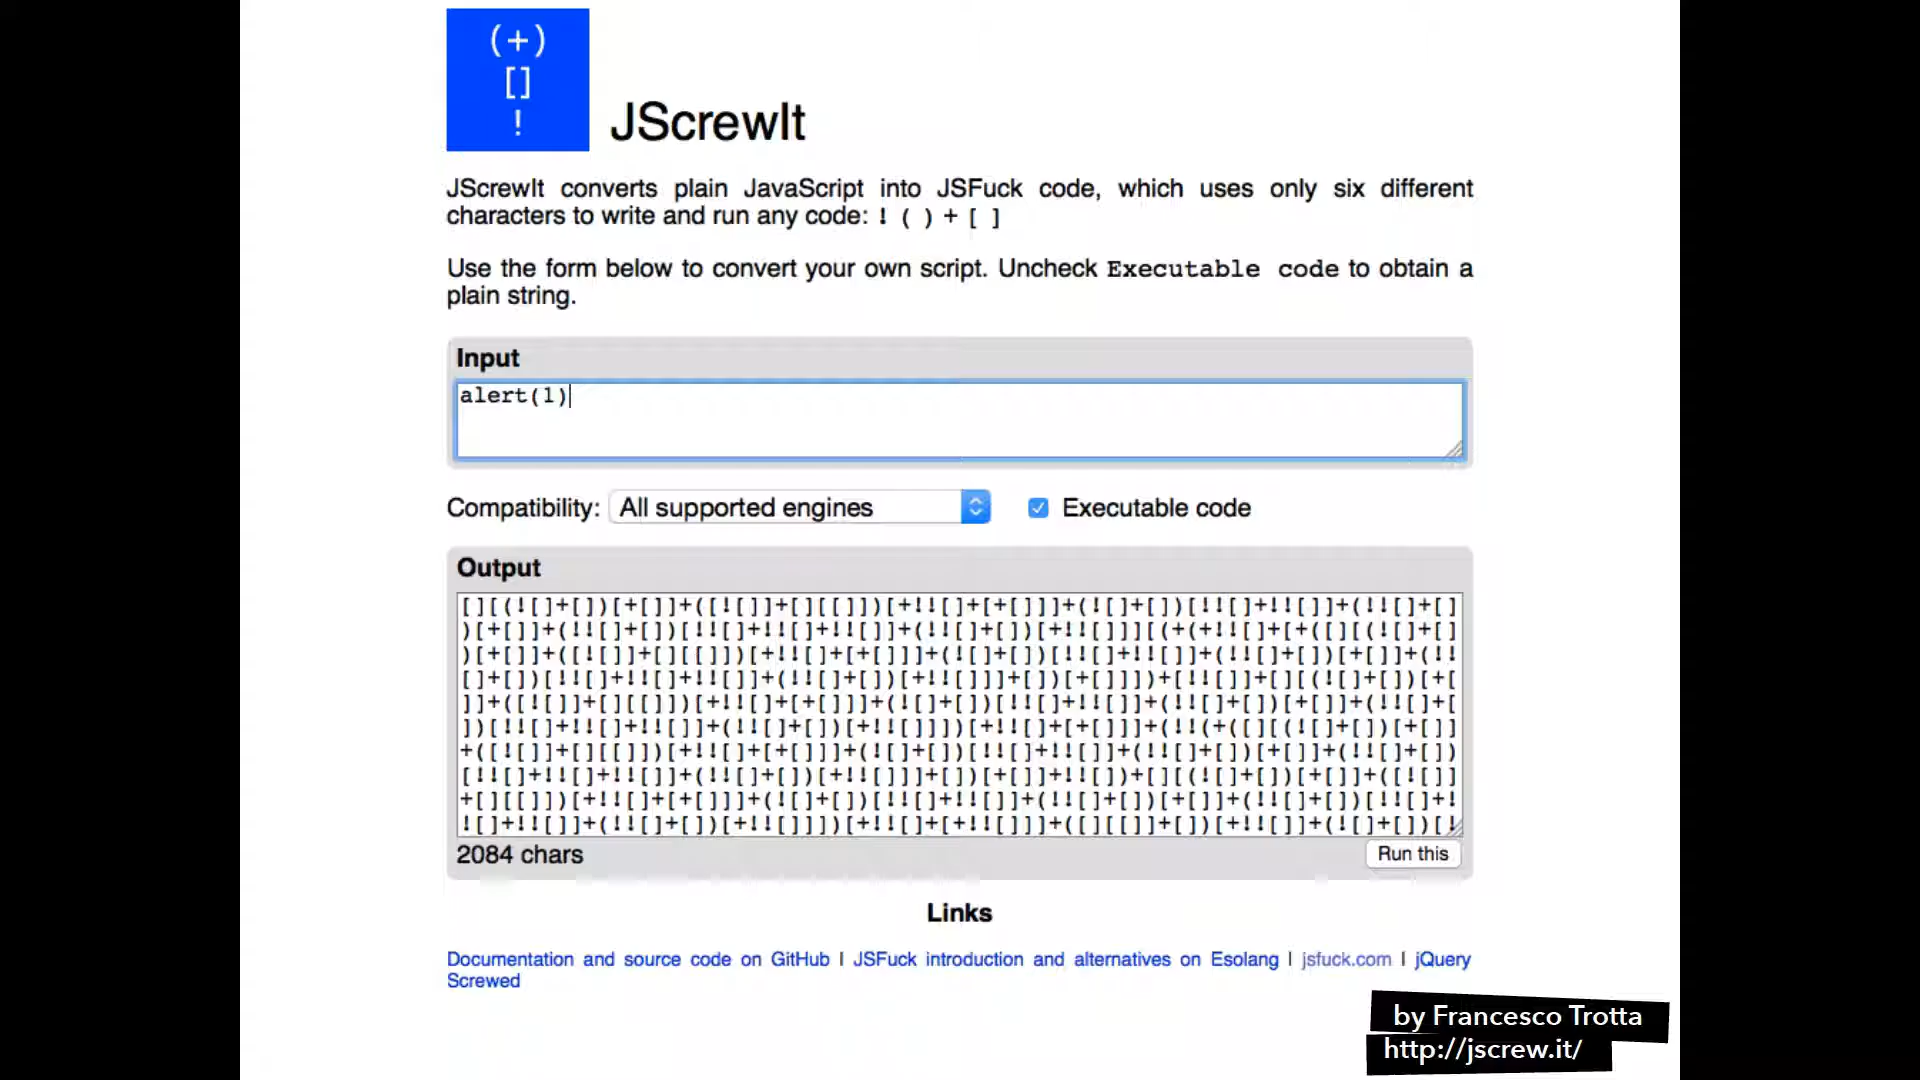 (+)
[]
!
JScrewIt
JScrewIt converts plain JavaScript into JSFuck code, which uses only six different
characters to write and run any code: ! ( ) + [ ]
Use the form below to convert your own script. Uncheck Executable code to obtain a
plain string.
Input
alert(1)
Compatibility: All supported engines
Executable code
Output
[][(![]+[])[+[]]+([![]]+[][[]])[+!![]+[+[]]]+(![]+[])[!![]+!![]]+(!![]+[]
)[+[]]+(!![]+[])[!![]+!![]+!![]]+(!![]+[])[+!![]]][(+(+!![]+[+([][(![]+[]
)[+[]]+([![]]+[][[]])[+!![]+[+[]]]+(![]+[])[!![]+!![]]+(!![]+[])[+[]]+(!!
[]+[])[!![]+!![]+!![]]+(!![]+[])[+!![]]]+[])[+[]]])+[!![]]+[][(![]+[])[+[
]]+([![]]+[][[]])[+!![]+[+[]]]+(![]+[])[!![]+!![]]+(!![]+[])[+[]]+(!![]+[
])[!![]+!![]+!![]]+(!![]+[])[+!![]]])[+!![]+[+[]]]+(!!(+([][(![]+[])[+[]]
+([![]]+[][[]])[+!![]+[+[]]]+(![]+[])[!![]+!![]]+(!![]+[])[+[]]+(!![]+[])
[!![]+!![]+!![]]+(!![]+[])[+!![]]]+[])[+[]]+!![])+[][(![]+[])[+[]]+([![]]
+[][[]])[+!![]+[+[]]]+(![]+[])[!![]+!![]]+(!![]+[])[+[]]+(!![]+[])[!![]+!
![]+!![]]+(!![]+[])[+!![]]])[+!![]+[+!![]]]+([][[]]+[])[+!![]]+(![]+[])[!
2084 chars
Run this
Links
Documentation and source code on GitHub | JSFuck introduction and alternatives on Esolang | jsfuck.com | jQuery
Screwed
by Francesco Trotta
http://jscrew.it/